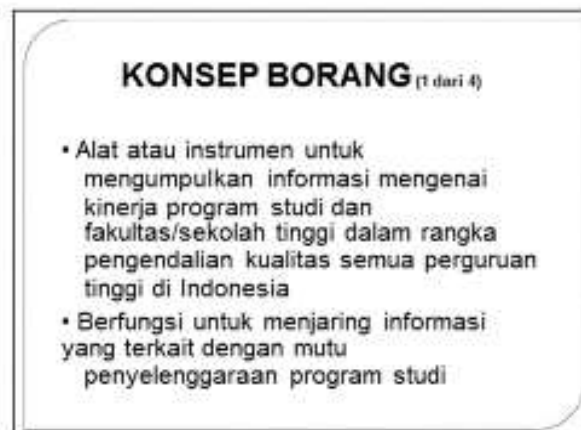 KONSEP BORANG (1 dari 4)
• Alat atau instrumen untuk
mengumpulkan informasi mengenai
kinerja program studi dan
fakultas/sekolah tinggi dalam rangka
pengendalian kualitas semua perguruan
tinggi di Indonesia
• Berfungsi untuk menjaring informasi
yang terkait dengan mutu
penyelenggaraan program studi